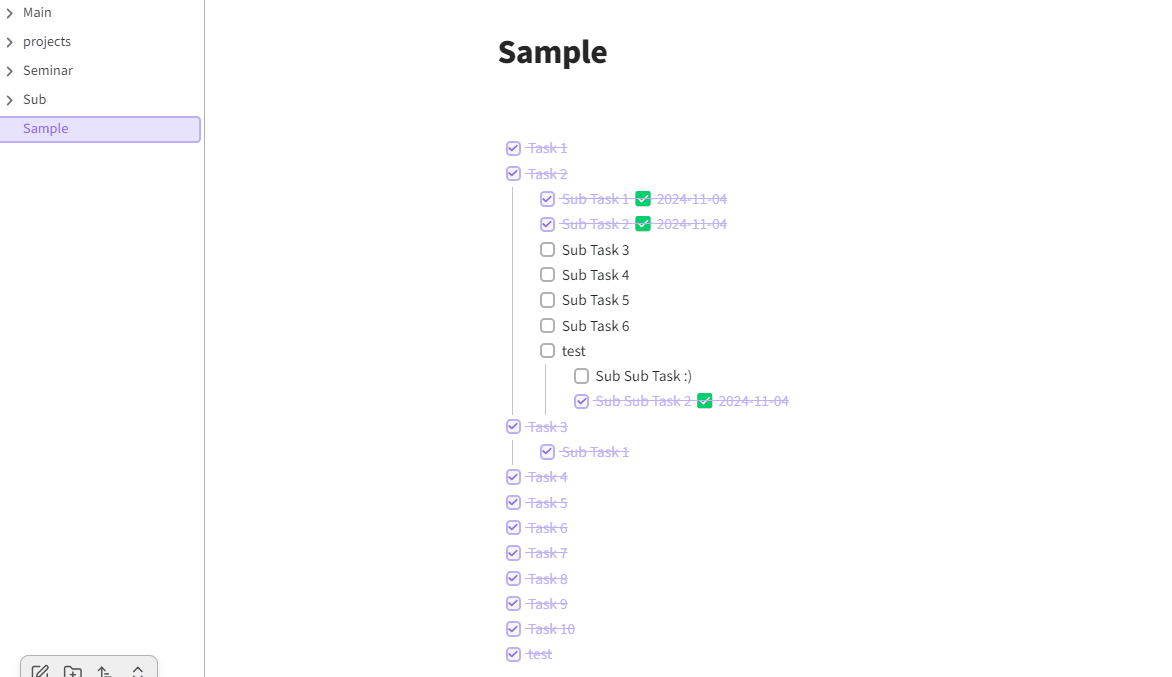 Main
projects
Seminar
Sub
Sample
Sample
Task 1
Task 2
Sub Task 1 ✅ 2024-11-04
Sub Task 2 ✅ 2024-11-04
Sub Task 3
Sub Task 4
Sub Task 5
Sub Task 6
test
Sub Sub Task :)
Sub Sub Task 2 ✅ 2024-11-04
Task 3
Sub Task 1
Task 4
Task 5
Task 6
Task 7
Task 8
Task 9
Task 10
test